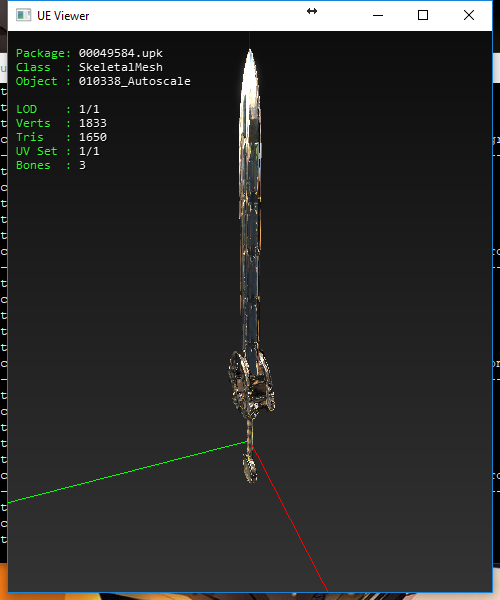 UE Viewer
Package: 00049584.upk
Class : SkeletalMesh
Object : 010338_Autoscale
LOD : 1/1
Verts : 1833
Tris : 1650
UV Set : 1/1
Bones : 3